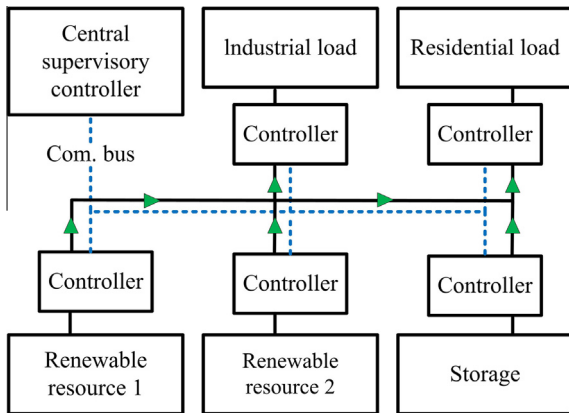 Central
supervisory
controller
Industrial load
Residential load
Controller
Controller
Com. bus
Controller
Controller
Controller
Renewable
resource 1
Renewable
resource 2
Storage